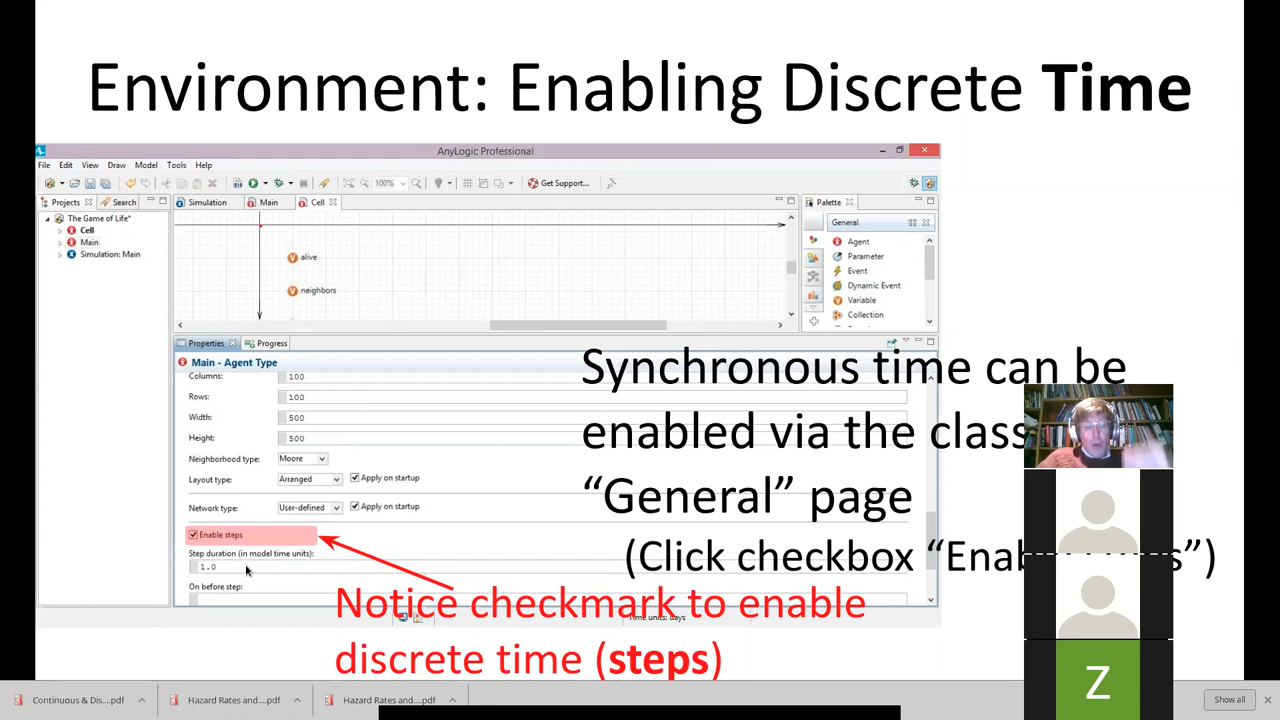 Environment: Enabling Discrete Time
AnyLogic Professional
File Edit View Draw Model Tools Help
100% Get Support...
Projects Search Simulation Main Cell Palette
The Game of Life*
Cell
Main
Simulation: Main
alive
neighbors
General
Agent
Parameter
Event
Dynamic Event
Variable
Collection
Properties Progress
Main - Agent Type
Columns: 100
Rows: 100
Width: 500
Height: 500
Neighborhood type: Moore
Layout type: Arranged Apply on startup
Network type: User-defined Apply on startup
Enable steps
Step duration (in model time units):
1.0
On before step:
Synchronous time can be
enabled via the class
“General” page
(Click checkbox “Enab s”)
Notice checkmark to enable
discrete time (steps)
Time units: days
Z
Continuous & Dis....pdf Hazard Rates and....pdf Hazard Rates and....pdf Show all